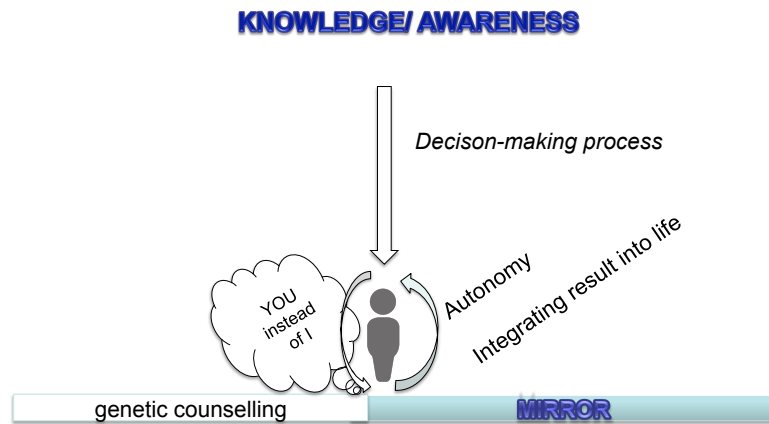 KNOWLEDGE/ AWARENESS
Decison-making process
YOU
instead
of I
Autonomy
Integrating result into life
genetic counselling
MIRROR